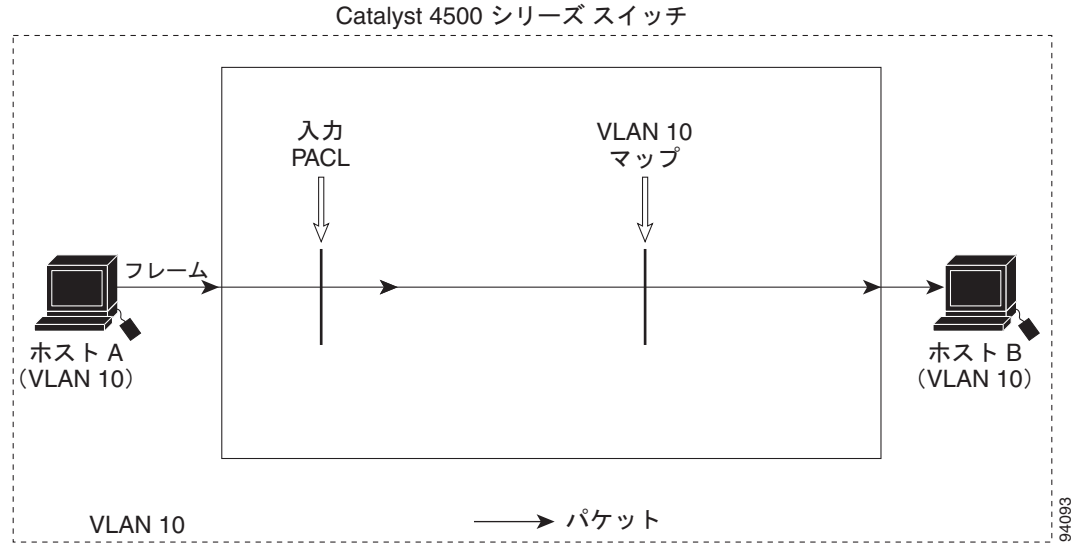 Catalyst 4500 シリーズ スイッチ
入力
PACL
VLAN 10
マップ
フレーム
ホスト A
（VLAN 10）
ホスト B
（VLAN 10）
VLAN 10
パケット
94093